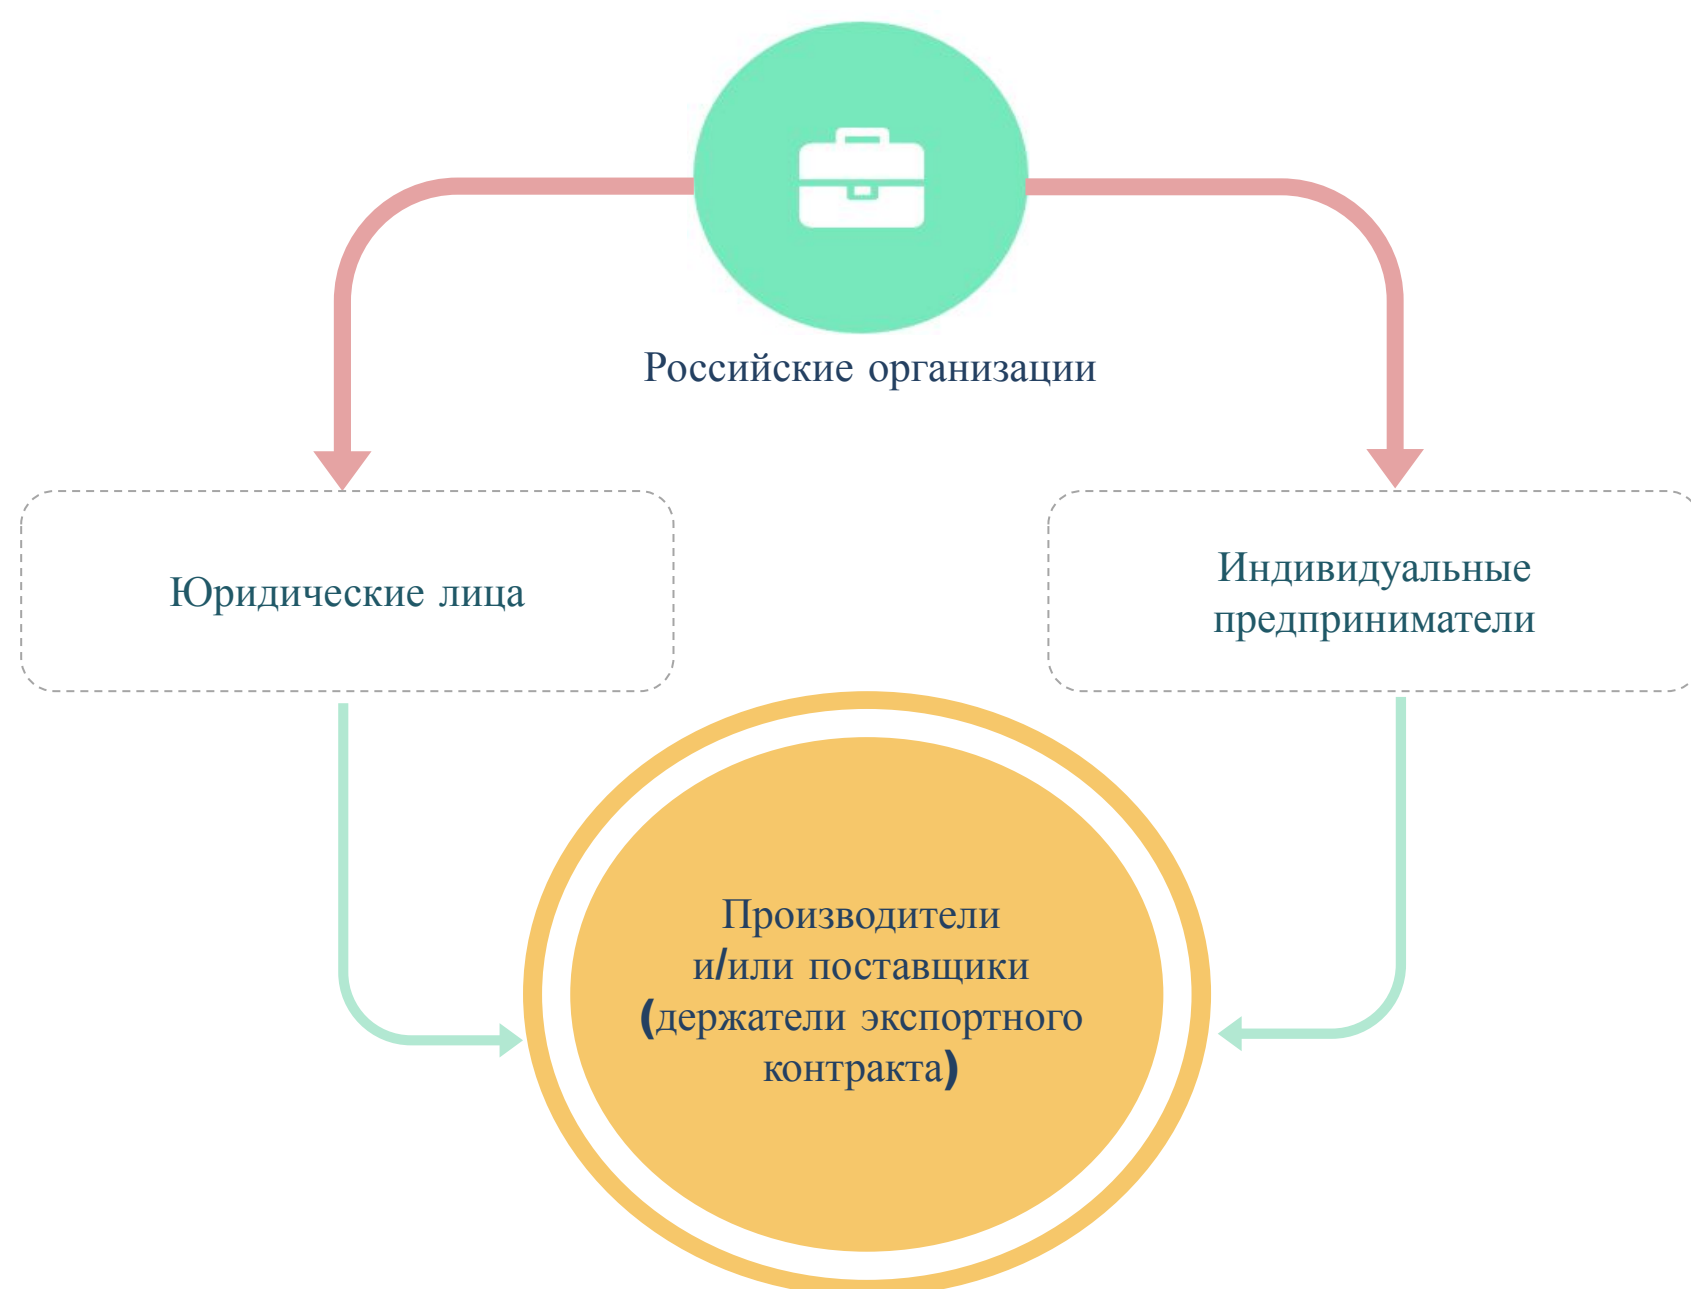 Российские организации
Юридические лица
Индивидуальные
предприниматели
Производители
и/или поставщики
(держатели экспортного
контракта)